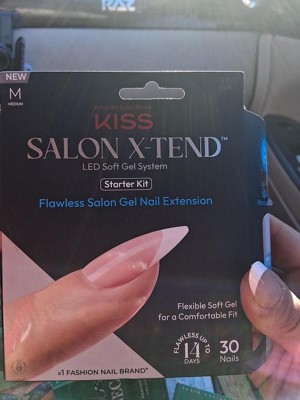 NEW
M
MEDIUM
KISS
SALON X-TEND™
LED Soft Gel System
Starter Kit
Flawless Salon Gel Nail Extension
Flexible Soft Gel
for a Comfortable Fit
FLAWLESS UP TO
14
DAYS
30
Nails
#1 FASHION NAIL BRAND*